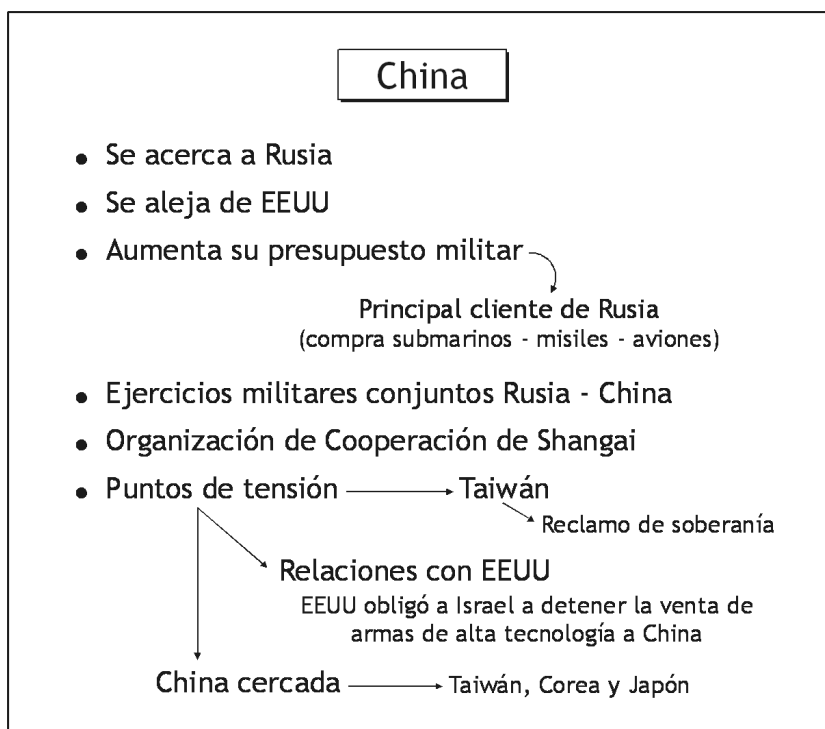 China
• Se acerca a Rusia
• Se aleja de EEUU
• Aumenta su presupuesto militar
Principal cliente de Rusia
(compra submarinos - misiles - aviones)
• Ejercicios militares conjuntos Rusia - China
• Organización de Cooperación de Shangai
• Puntos de tensión Taiwán
Reclamo de soberanía
Relaciones con EEUU
EEUU obligó a Israel a detener la venta de
armas de alta tecnología a China
China cercada Taiwán, Corea y Japón